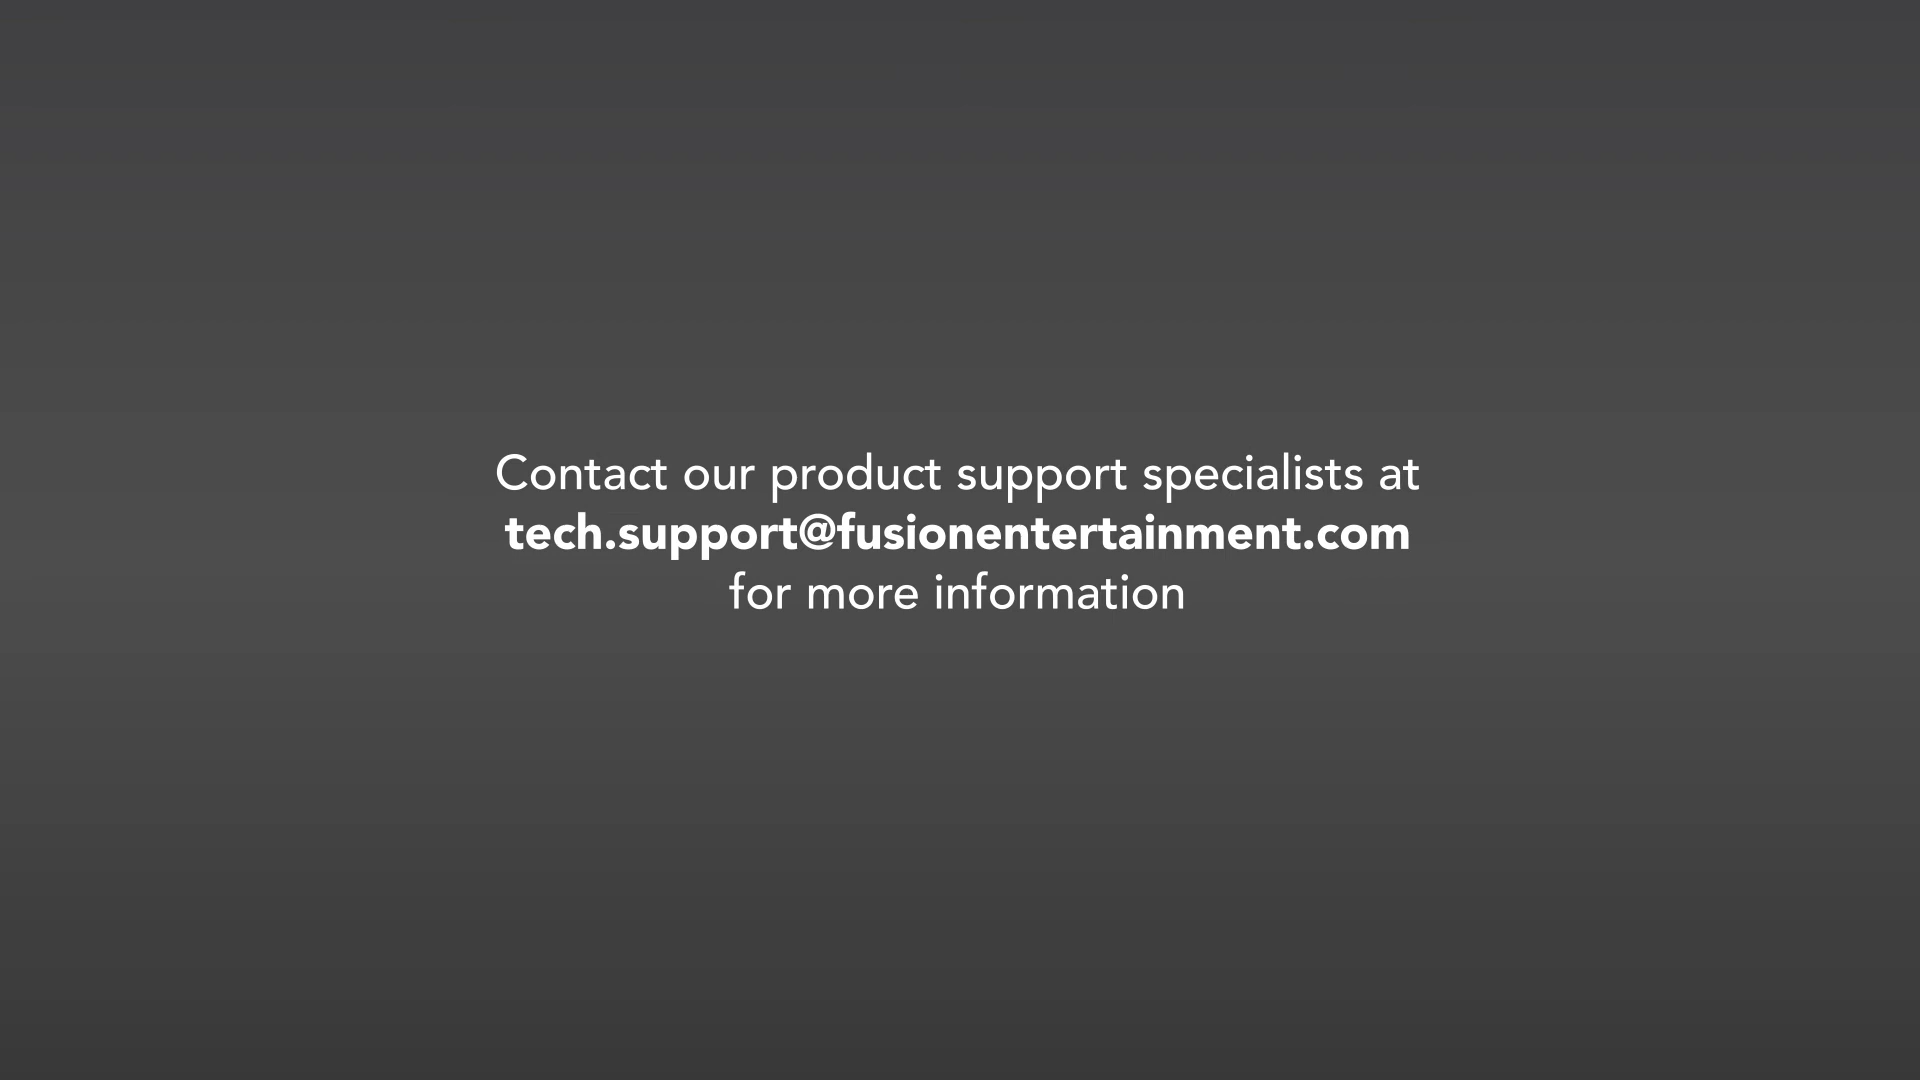 Contact our product support specialists at
tech.support@fusionentertainment.com
for more information